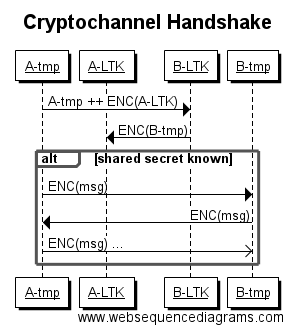 Cryptochannel Handshake
A-tmp A-LTK B-LTK B-tmp
A-tmp ++ ENC(A-LTK)
ENC(B-tmp)
alt [shared secret known]
ENC(msg)
ENC(msg)
ENC(msg) ...
A-tmp A-LTK B-LTK B-tmp
www.websequencediagrams.com